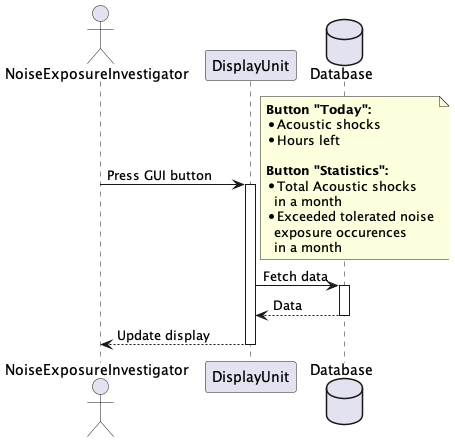 NoiseExposureInvestigator
DisplayUnit
Database
Button "Today":
• Acoustic shocks
• Hours left
Button "Statistics":
• Total Acoustic shocks
in a month
• Exceeded tolerated noise
exposure occurences
in a month
Press GUI button
Fetch data
Data
Update display
NoiseExposureInvestigator
DisplayUnit
Database